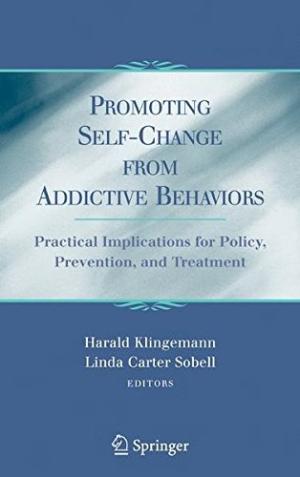 PROMOTING
SELF-CHANGE
FROM
ADDICTIVE BEHAVIORS
Practical Implications for Policy,
Prevention, and Treatment
Harald Klingemann
Linda Carter Sobell
EDITORS
Springer